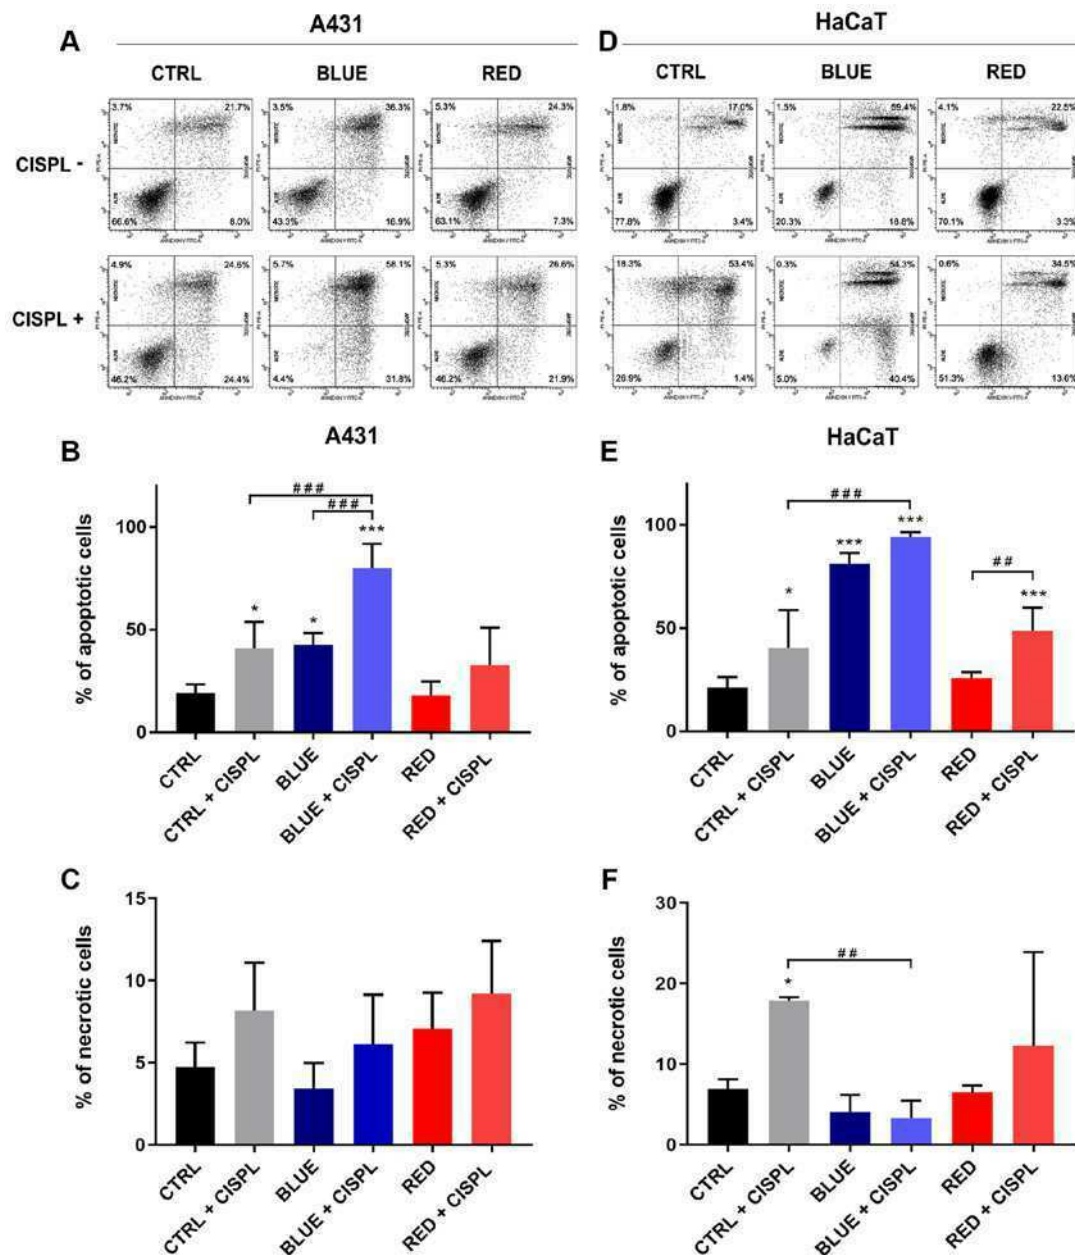 A431
HaCaT
A
D
CTRL
BLUE
RED
CTRL
BLUE
RED
CISPL -
3.7%
21.7%
3.5%
36.3%
5.3%
24.3%
1.8%
17.0%
1.5%
59.4%
4.1%
22.5%
NECROTIC
ALIVE
66.6%
8.0%
43.3%
16.9%
63.1%
7.3%
77.8%
3.4%
20.3%
18.8%
70.1%
3.3%
ANNEXIN V FITC-A
CISPL +
4.9%
24.6%
5.7%
58.1%
5.3%
26.6%
18.3%
53.4%
0.3%
54.3%
0.6%
34.5%
46.2%
24.4%
4.4%
31.8%
46.2%
21.9%
26.9%
1.4%
5.0%
40.4%
51.3%
13.6%
A431
HaCaT
B
% of apoptotic cells
100
50
0
###
###
*
*
***
CTRL
CTRL + CISPL
BLUE
BLUE + CISPL
RED
RED + CISPL
E
% of apoptotic cells
100
50
0
###
##
*
***
***
***
CTRL
CTRL + CISPL
BLUE
BLUE + CISPL
RED
RED + CISPL
C
% of necrotic cells
15
10
5
0
CTRL
CTRL + CISPL
BLUE
BLUE + CISPL
RED
RED + CISPL
F
% of necrotic cells
30
20
10
0
##
*
CTRL
CTRL + CISPL
BLUE
BLUE + CISPL
RED
RED + CISPL